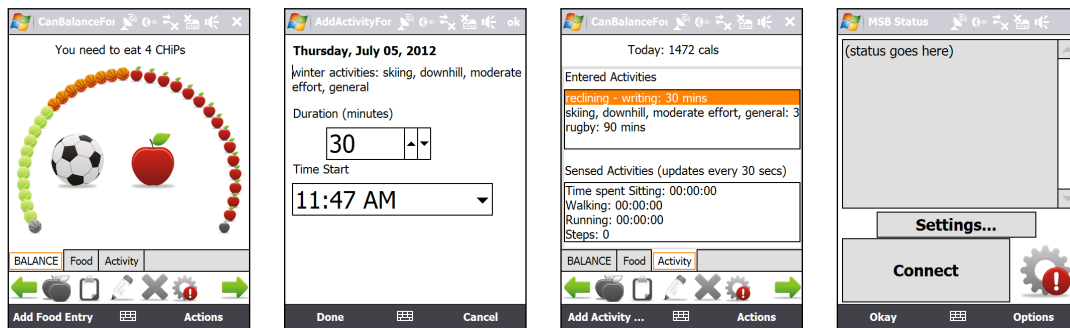 CanBalanceFor
You need to eat 4 CHiPs
BALANCE Food Activity
Add Food Entry Actions
AddActivityFor ok
Thursday, July 05, 2012
winter activities: skiing, downhill, moderate
effort, general
Duration (minutes)
30
Time Start
11:47 AM
Done Cancel
CanBalanceFor
Today: 1472 cals
Entered Activities
reclining - writing: 30 mins
skiing, downhill, moderate effort, general: 3
rugby: 90 mins
Sensed Activities (updates every 30 secs)
Time spent Sitting: 00:00:00
Walking: 00:00:00
Running: 00:00:00
Steps: 0
BALANCE Food Activity
Add Activity ... Actions
MSB Status
(status goes here)
Settings...
Connect
Okay Options